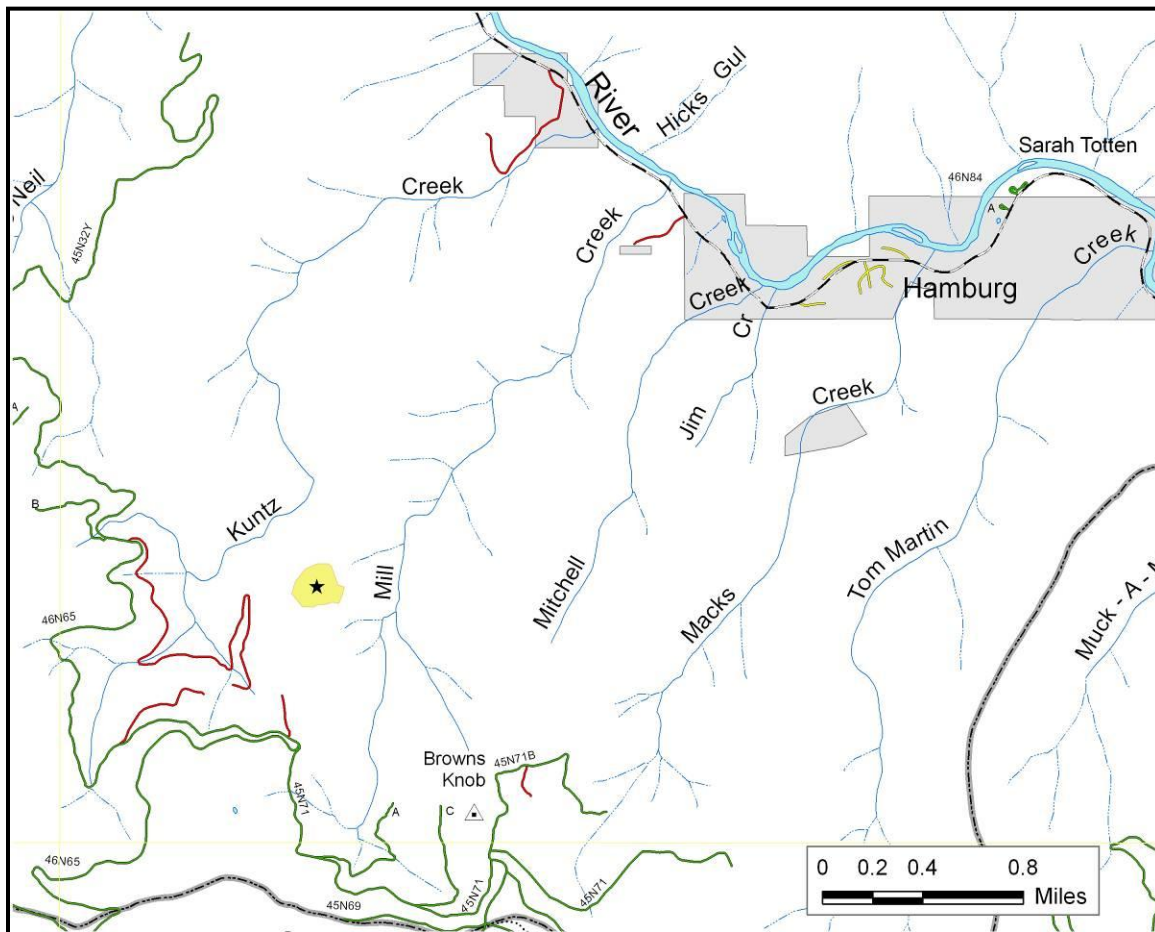 River
Hicks Gul
Sarah Totten
46N84
A
Creek
Neil
Creek
Creek
Creek
Hamburg
45N32Y
Cr
Jim
Creek
A
B
Kuntz
Mill
Mitchell
Macks
Tom Martin
Muck - A - M
46N65
Browns
Knob
45N71B
45N71
A
C
46N65
45N69
45N71
45N71
0 0.2 0.4 0.8
Miles